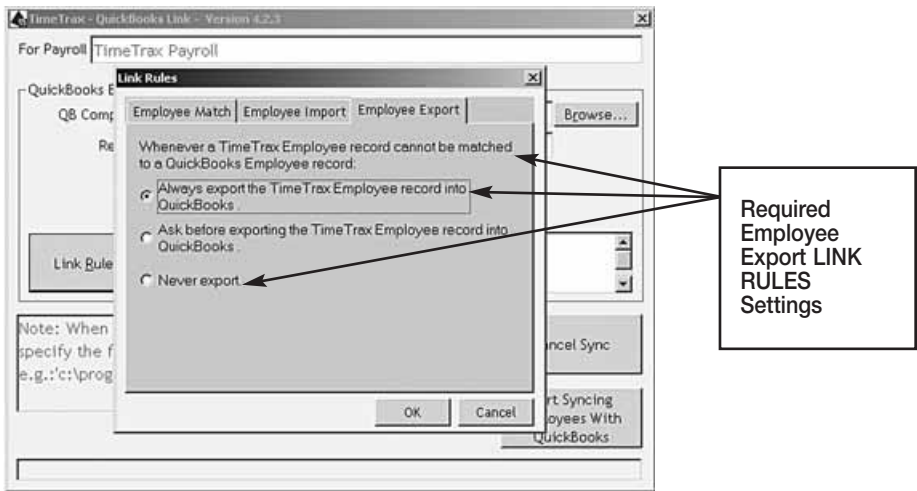 TimeTrax - QuickBooks Link - Version 4.2.3
For Payroll TimeTrax Payroll
Link Rules
QuickBooks E
Employee Match Employee Import Employee Export
QB Comp
Browse...
Re
Whenever a TimeTrax Employee record cannot be matched
to a QuickBooks Employee record:
Always export the TimeTrax Employee record into
QuickBooks .
Ask before exporting the TimeTrax Employee record into
QuickBooks .
Never export
Link Rule
Required
Employee
Export LINK
RULES
Settings
Note: When
specify the f
e.g.:'c:\prog
ncel Sync
OK Cancel
rt Syncing
oyees With
QuickBooks